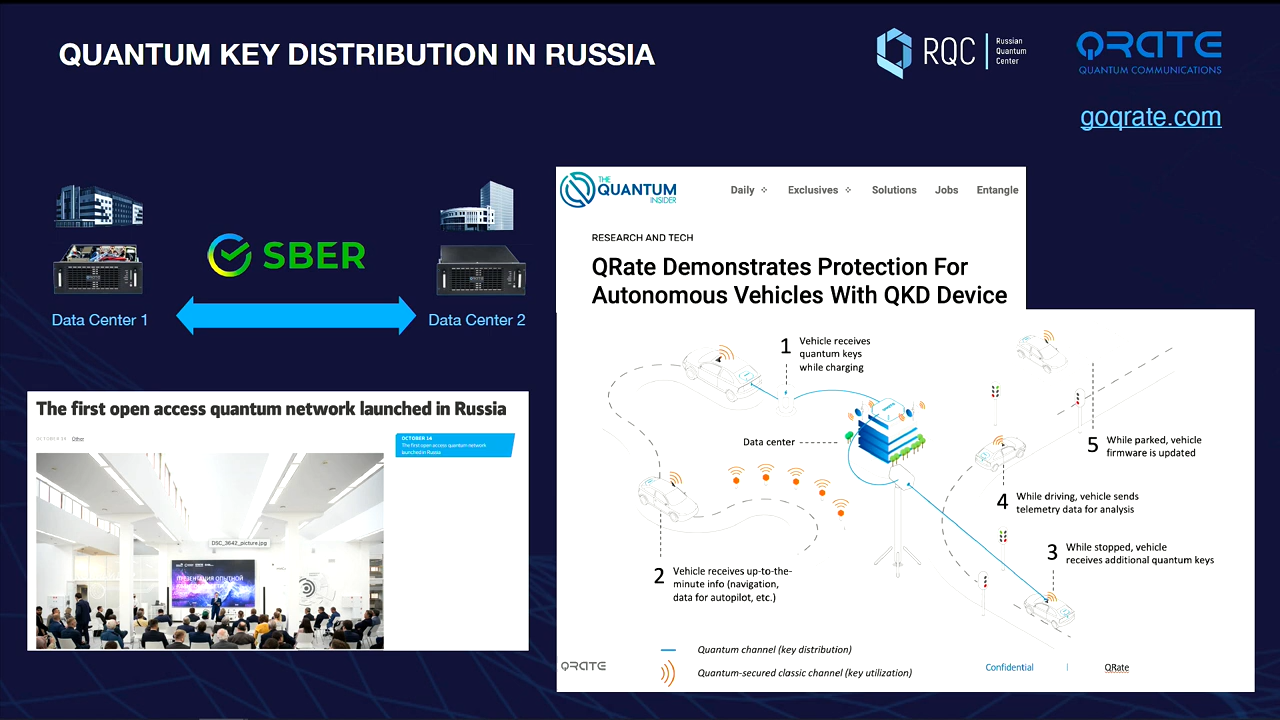 QUANTUM KEY DISTRIBUTION IN RUSSIA
RQC
Russian
Quantum
Center
QRATE
QUANTUM COMMUNICATIONS
goqrate.com
SBER
Data Center 1
Data Center 2
The first open access quantum network launched in Russia
OCTOBER 14 Other
OCTOBER 14
The first open access quantum network
launched in Russia
DSC_3642_picture.jpg
ПРЕЗЕНТАЦИЯ ОПЫТНОЙ
THE
QUANTUM
INSIDER
Daily
Exclusives
Solutions
Jobs
Entangle
RESEARCH AND TECH
QRate Demonstrates Protection For
Autonomous Vehicles With QKD Device
1 Vehicle receives
quantum keys
while charging
Data center
5 While parked, vehicle
firmware is updated
4 While driving, vehicle sends
telemetry data for analysis
3 While stopped, vehicle
receives additional quantum keys
2 Vehicle receives up-to-the-
minute info (navigation,
data for autopilot, etc.)
Quantum channel (key distribution)
Quantum-secured classic channel (key utilization)
QRATE
Confidential | QRate